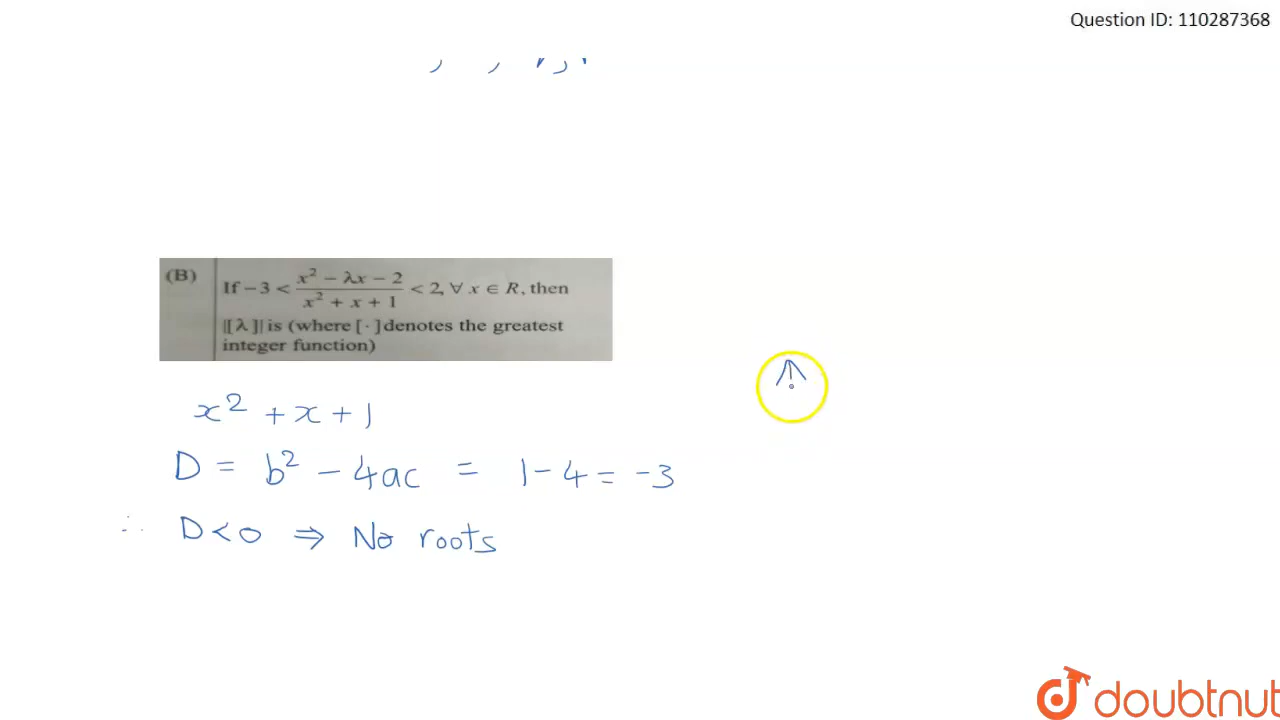 Question ID: 110287368
(B) If −3 < (x² − λx − 2)/(x² + x + 1) < 2, ∀ x ∈ R, then
|[λ]| is (where [·] denotes the greatest
integer function)
x² + x + 1
D = b² − 4ac = 1 − 4 = −3
∴ D < 0 ⇒ No roots
doubtnut